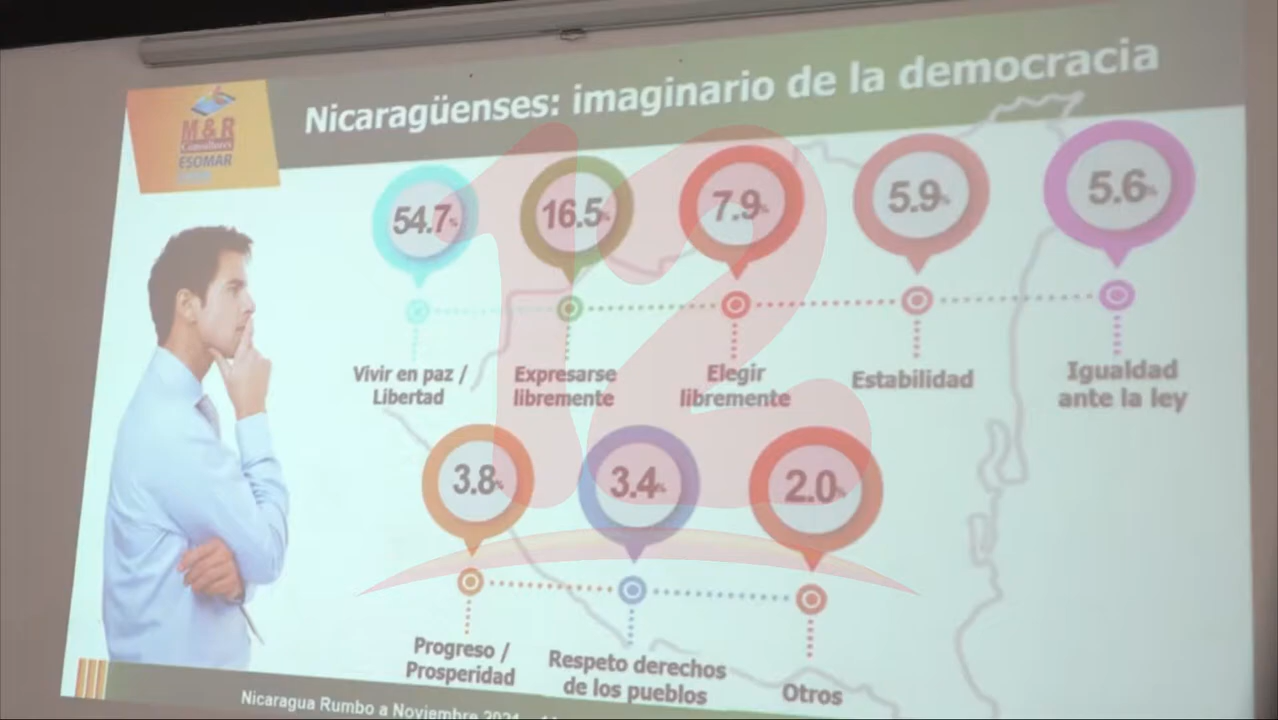 M&R
Consultores
ESOMAR
Nicaragüenses: imaginario de la democracia
12
54.7%
16.5%
7.9%
5.9%
5.6%
Vivir en paz /
Libertad
Expresarse
libremente
Elegir
libremente
Estabilidad
Igualdad
ante la ley
3.8%
3.4%
2.0%
Progreso /
Prosperidad
Respeto derechos
de los pueblos
Otros
Nicaragua Rumbo a Noviembre 2021